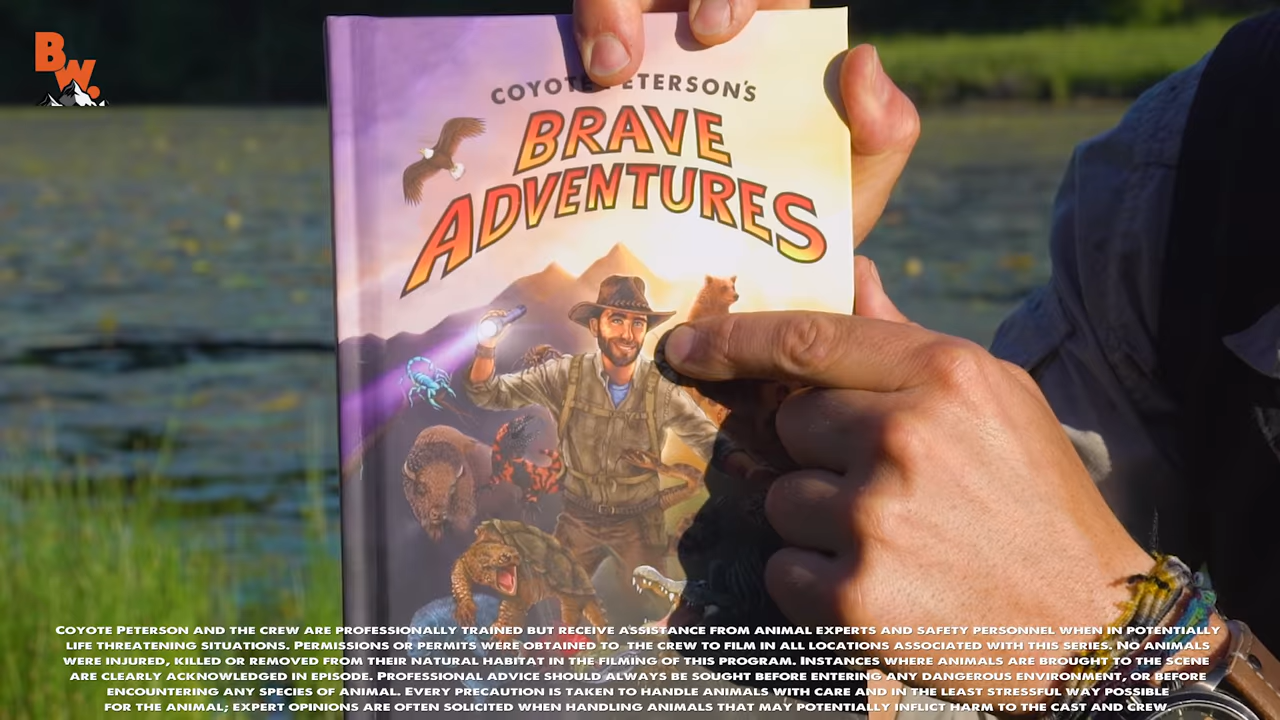 B
W.
COYOTE PETERSON'S
BRAVE
ADVENTURES
COYOTE PETERSON AND THE CREW ARE PROFESSIONALLY TRAINED BUT RECEIVE ASSISTANCE FROM ANIMAL EXPERTS AND SAFETY PERSONNEL WHEN IN POTENTIALLY
LIFE THREATENING SITUATIONS. PERMISSIONS OR PERMITS WERE OBTAINED TO THE CREW TO FILM IN ALL LOCATIONS ASSOCIATED WITH THIS SERIES. NO ANIMALS
WERE INJURED, KILLED OR REMOVED FROM THEIR NATURAL HABITAT IN THE FILMING OF THIS PROGRAM. INSTANCES WHERE ANIMALS ARE BROUGHT TO THE SCENE
ARE CLEARLY ACKNOWLEDGED IN EPISODE. PROFESSIONAL ADVICE SHOULD ALWAYS BE SOUGHT BEFORE ENTERING ANY DANGEROUS ENVIRONMENT, OR BEFORE
ENCOUNTERING ANY SPECIES OF ANIMAL. EVERY PRECAUTION IS TAKEN TO HANDLE ANIMALS WITH CARE AND IN THE LEAST STRESSFUL WAY POSSIBLE
FOR THE ANIMAL; EXPERT OPINIONS ARE OFTEN SOLICITED WHEN HANDLING ANIMALS THAT MAY POTENTIALLY INFLICT HARM TO THE CAST AND CREW